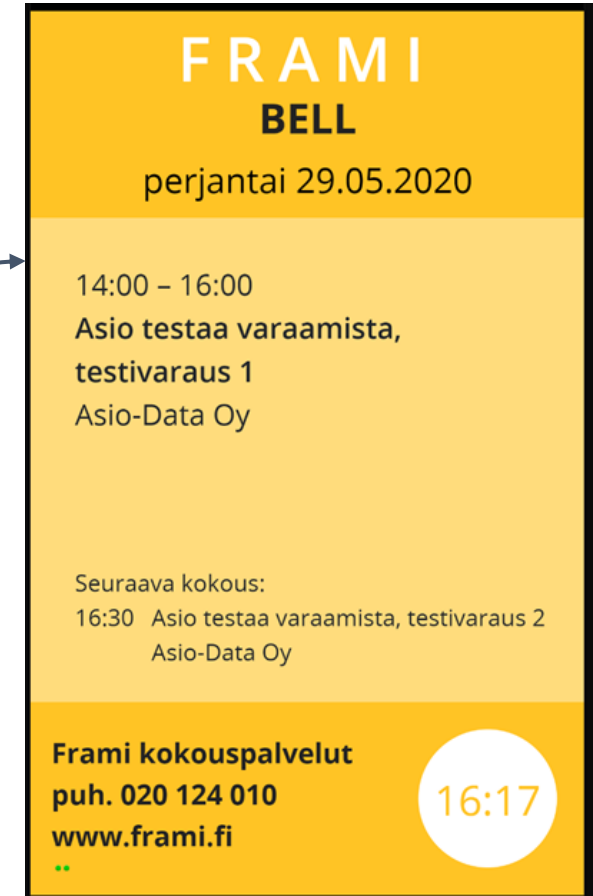 FRAMI
BELL
perjantai 29.05.2020
14:00 – 16:00
Asio testaa varaamista,
testivaraus 1
Asio-Data Oy
Seuraava kokous:
16:30 Asio testaa varaamista, testivaraus 2
Asio-Data Oy
Frami kokouspalvelut
puh. 020 124 010
www.frami.fi
16:17